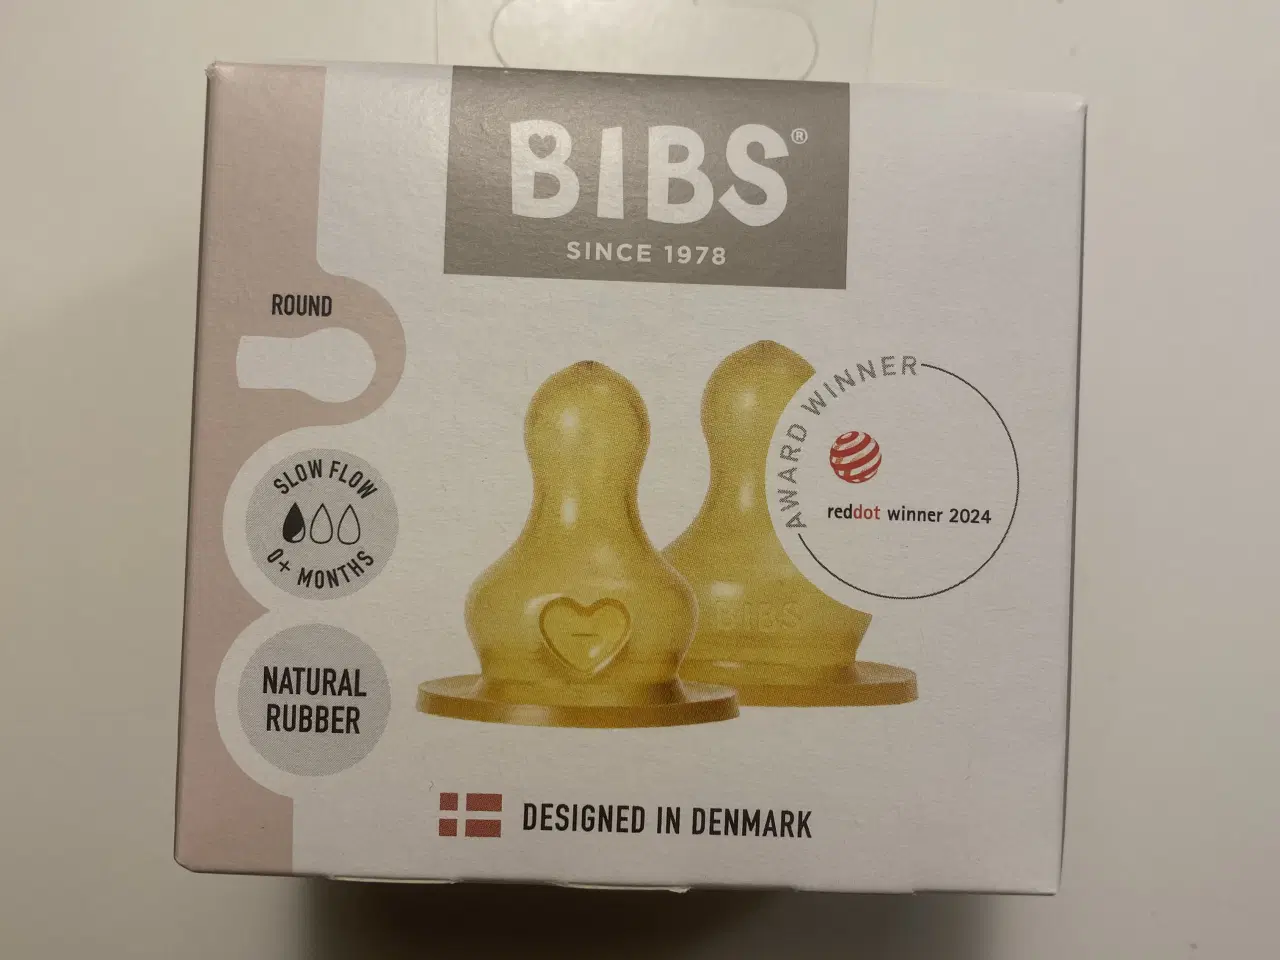 BIBS®
SINCE 1978
ROUND
SLOW FLOW
0+ MONTHS
NATURAL
RUBBER
AWARD WINNER
reddot winner 2024
BIBS
DESIGNED IN DENMARK